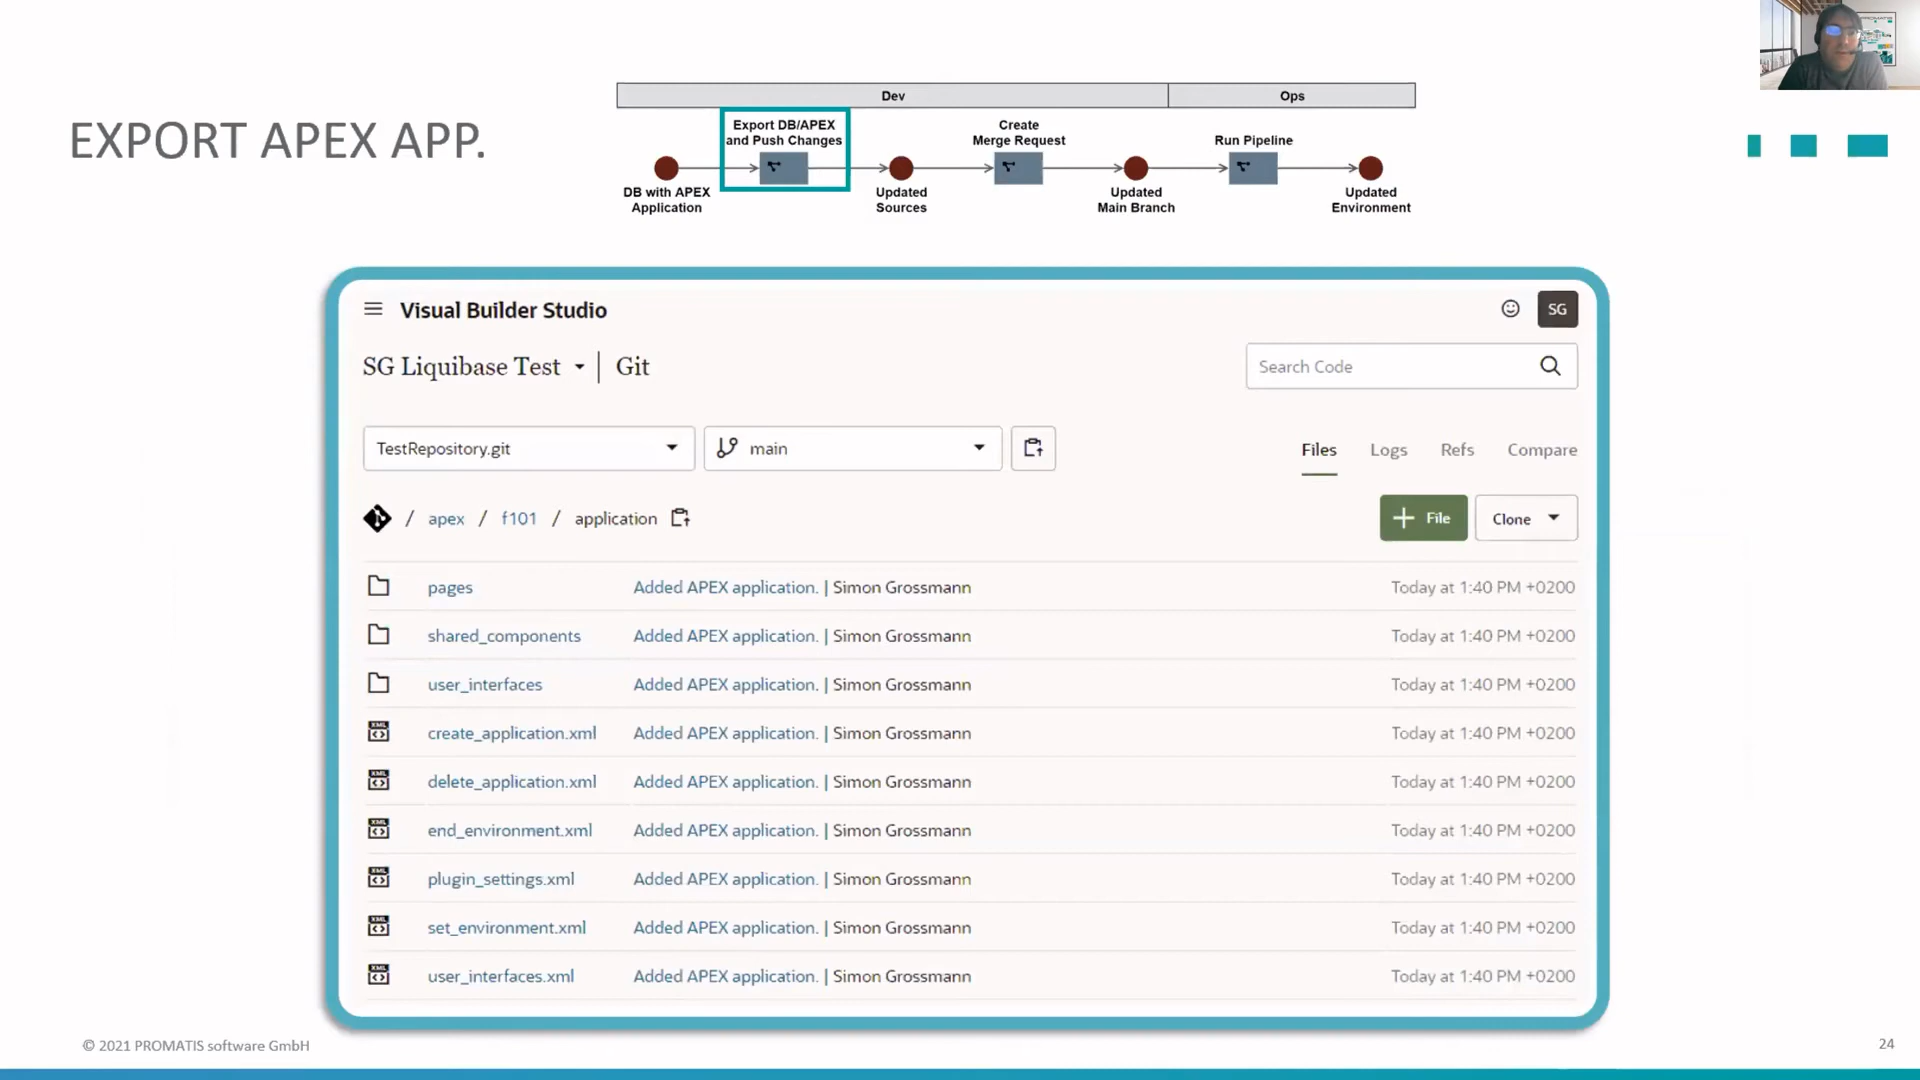 EXPORT APEX APP.
Dev
Ops
Export DB/APEX
and Push Changes
Create
Merge Request
Run Pipeline
DB with APEX
Application
Updated
Sources
Updated
Main Branch
Updated
Environment
Visual Builder Studio
SG
SG Liquibase Test | Git
Search Code
TestRepository.git
main
Files Logs Refs Compare
/ apex / f101 / application
+ File
Clone
pages Added APEX application. | Simon Grossmann Today at 1:40 PM +0200
shared_components Added APEX application. | Simon Grossmann Today at 1:40 PM +0200
user_interfaces Added APEX application. | Simon Grossmann Today at 1:40 PM +0200
XML create_application.xml Added APEX application. | Simon Grossmann Today at 1:40 PM +0200
XML delete_application.xml Added APEX application. | Simon Grossmann Today at 1:40 PM +0200
XML end_environment.xml Added APEX application. | Simon Grossmann Today at 1:40 PM +0200
XML plugin_settings.xml Added APEX application. | Simon Grossmann Today at 1:40 PM +0200
XML set_environment.xml Added APEX application. | Simon Grossmann Today at 1:40 PM +0200
XML user_interfaces.xml Added APEX application. | Simon Grossmann Today at 1:40 PM +0200
© 2021 PROMATIS software GmbH
24